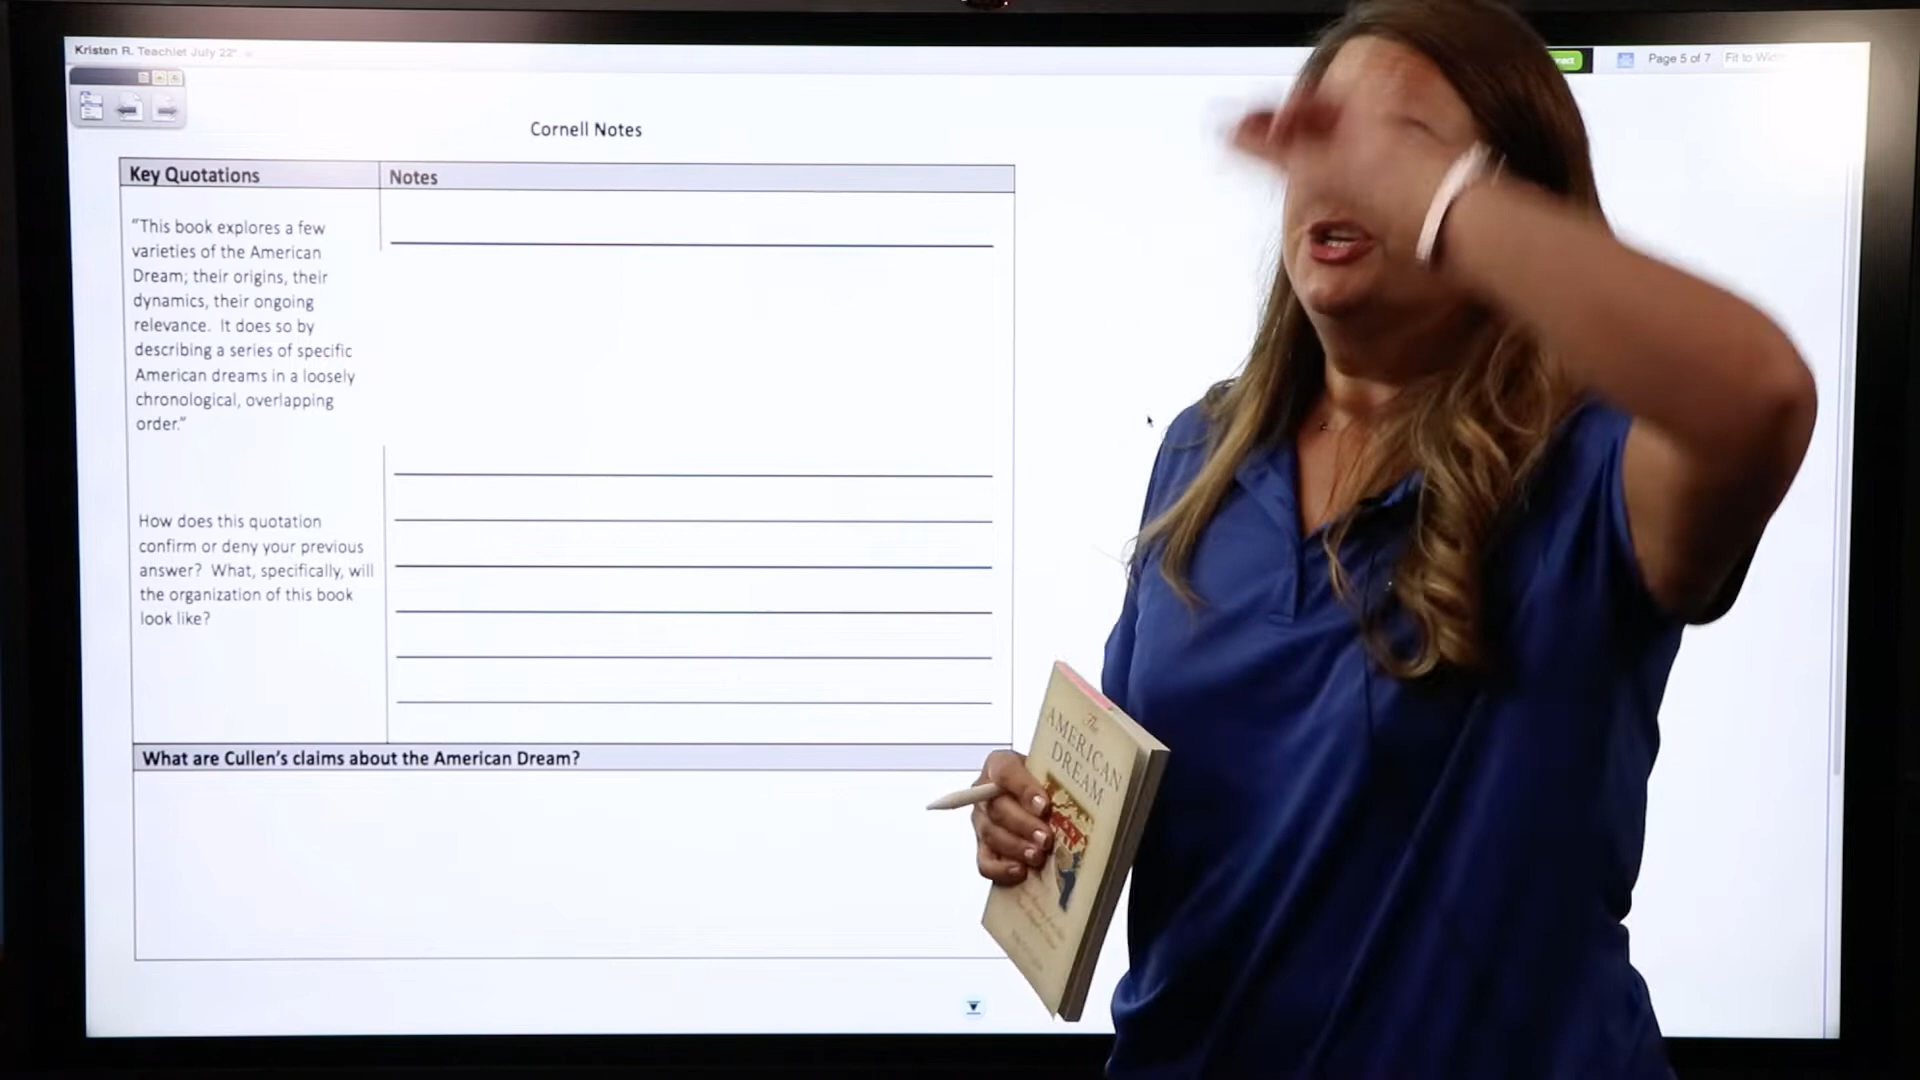 Kristen R. Teachlet July 22
Page 5 of 7
Cornell Notes
Key Quotations
Notes
“This book explores a few
varieties of the American
Dream; their origins, their
dynamics, their ongoing
relevance. It does so by
describing a series of specific
American dreams in a loosely
chronological, overlapping
order.”
How does this quotation
confirm or deny your previous
answer? What, specifically, will
the organization of this book
look like?
What are Cullen’s claims about the American Dream?
The
AMERICAN
DREAM